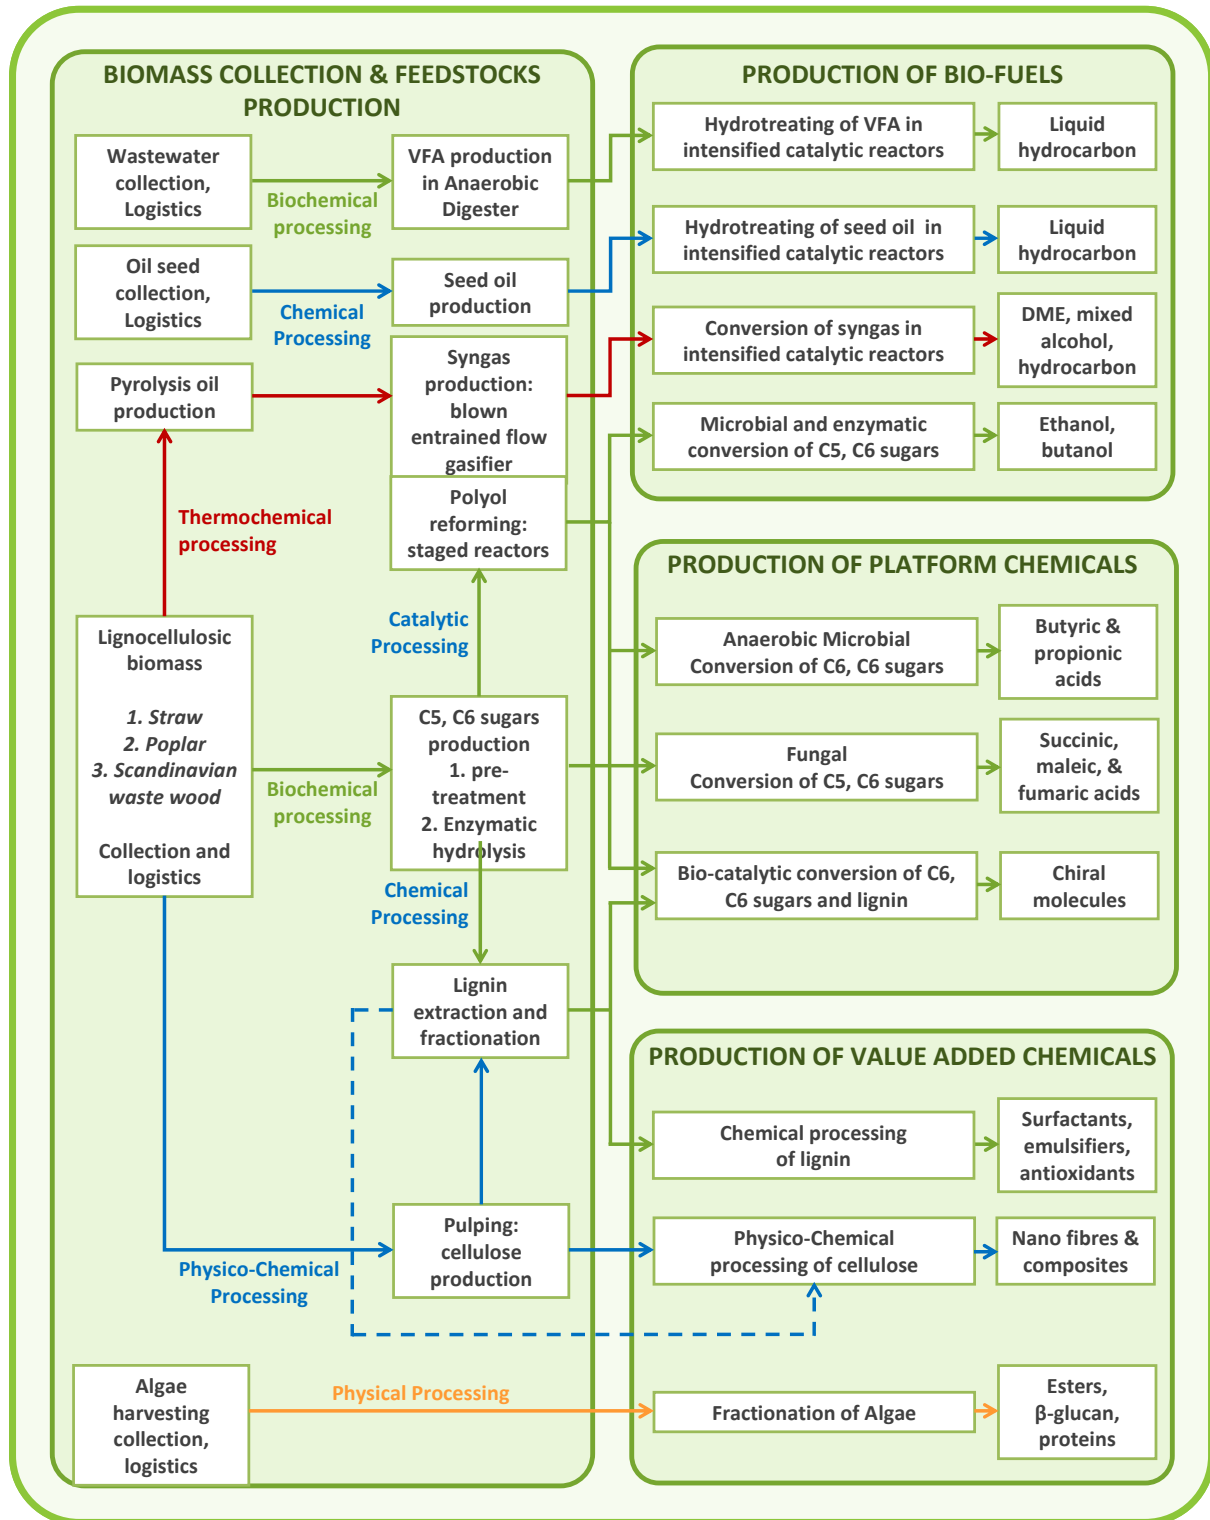 BIOMASS COLLECTION & FEEDSTOCKS
PRODUCTION
Wastewater
collection,
Logistics
Biochemical
processing
VFA production
in Anaerobic
Digester
Oil seed
collection,
Logistics
Chemical
Processing
Seed oil
production
Pyrolysis oil
production
Syngas
production:
blown
entrained flow
gasifier
Polyol
reforming:
staged reactors
Thermochemical
processing
Catalytic
Processing
Lignocellulosic
biomass
1. Straw
2. Poplar
3. Scandinavian
waste wood
Collection and
logistics
Biochemical
processing
C5, C6 sugars
production
1. pre-
treatment
2. Enzymatic
hydrolysis
Chemical
Processing
Lignin
extraction and
fractionation
Pulping:
cellulose
production
Physico-Chemical
Processing
Algae
harvesting
collection,
logistics
Physical Processing
PRODUCTION OF BIO-FUELS
Hydrotreating of VFA in
intensified catalytic reactors
Liquid
hydrocarbon
Hydrotreating of seed oil in
intensified catalytic reactors
Liquid
hydrocarbon
Conversion of syngas in
intensified catalytic reactors
DME, mixed
alcohol,
hydrocarbon
Microbial and enzymatic
conversion of C5, C6 sugars
Ethanol,
butanol
PRODUCTION OF PLATFORM CHEMICALS
Anaerobic Microbial
Conversion of C6, C6 sugars
Butyric &
propionic
acids
Fungal
Conversion of C5, C6 sugars
Succinic,
maleic, &
fumaric acids
Bio-catalytic conversion of C6,
C6 sugars and lignin
Chiral
molecules
PRODUCTION OF VALUE ADDED CHEMICALS
Chemical processing
of lignin
Surfactants,
emulsifiers,
antioxidants
Physico-Chemical
processing of cellulose
Nano fibres &
composites
Fractionation of Algae
Esters,
β-glucan,
proteins